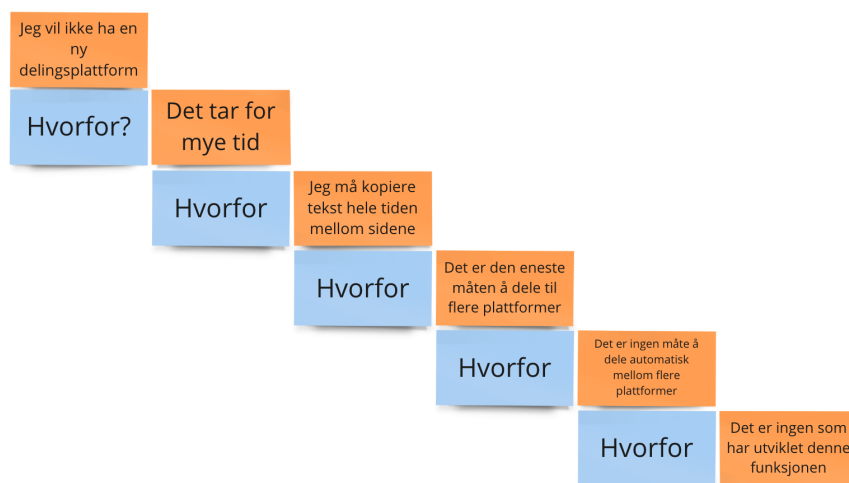 Jeg vil ikke ha en
ny
delingsplattform
Hvorfor?
Det tar for
mye tid
Hvorfor
Jeg må kopiere
tekst hele tiden
mellom sidene
Hvorfor
Det er den eneste
måten å dele til
flere plattformer
Hvorfor
Det er ingen måte å
dele automatisk
mellom flere
plattformer
Hvorfor
Det er ingen som
har utviklet denne
funksjonen